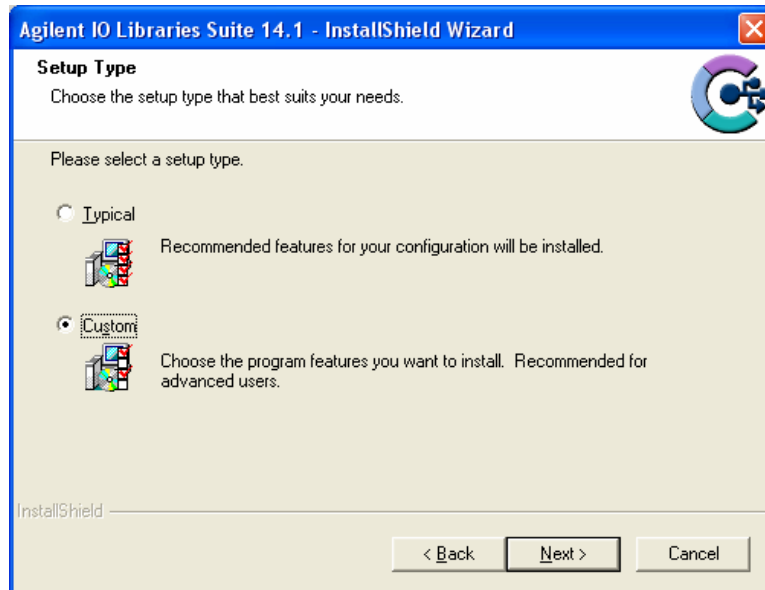 Agilent IO Libraries Suite 14.1 - InstallShield Wizard
Setup Type
Choose the setup type that best suits your needs.
Please select a setup type.
Typical
Recommended features for your configuration will be installed.
Custom
Choose the program features you want to install.  Recommended for
advanced users.
InstallShield
< Back
Next >
Cancel